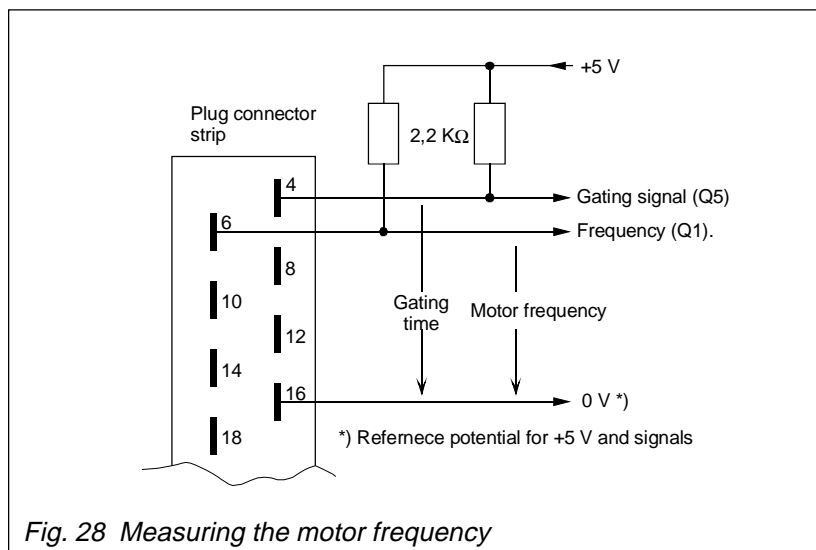 +5 V
Plug connector
strip
2,2 KΩ
4
Gating signal (Q5)
6
Frequency (Q1).
8
10
Gating
time
Motor frequency
12
14
16
0 V *)
18
*) Refernece potential for +5 V and signals
Fig. 28 Measuring the motor frequency